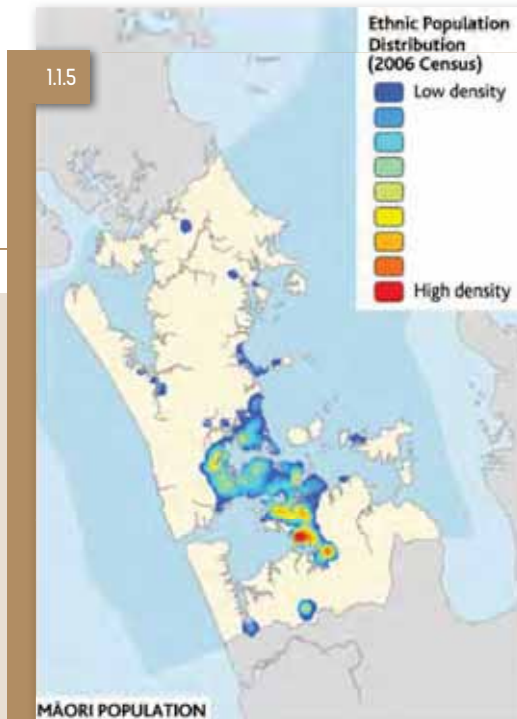 1.1.5
Ethnic Population
Distribution
(2006 Census)
Low density
High density
MĀORI POPULATION